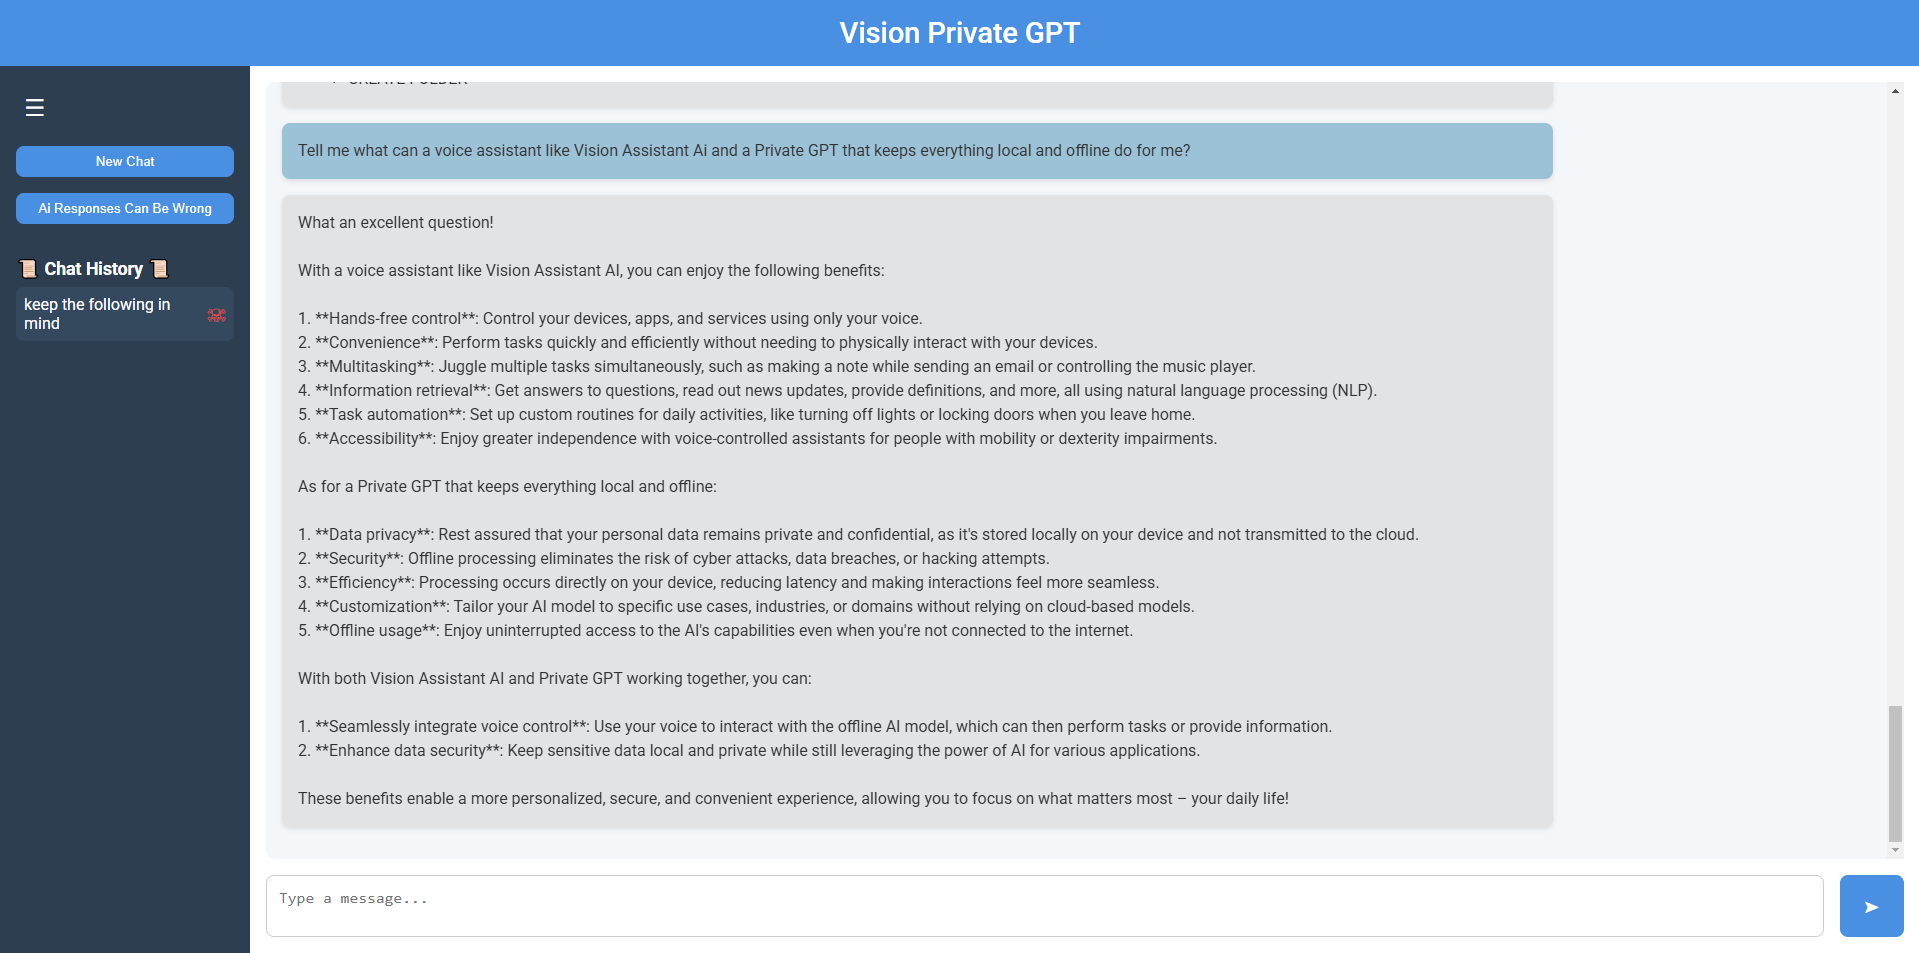 Vision Private GPT
☰
New Chat
Ai Responses Can Be Wrong
📜 Chat History 📜
keep the following in
mind
CREATE FOLDER
Tell me what can a voice assistant like Vision Assistant Ai and a Private GPT that keeps everything local and offline do for me?
What an excellent question!
With a voice assistant like Vision Assistant AI, you can enjoy the following benefits:
1. **Hands-free control**: Control your devices, apps, and services using only your voice.
2. **Convenience**: Perform tasks quickly and efficiently without needing to physically interact with your devices.
3. **Multitasking**: Juggle multiple tasks simultaneously, such as making a note while sending an email or controlling the music player.
4. **Information retrieval**: Get answers to questions, read out news updates, provide definitions, and more, all using natural language processing (NLP).
5. **Task automation**: Set up custom routines for daily activities, like turning off lights or locking doors when you leave home.
6. **Accessibility**: Enjoy greater independence with voice-controlled assistants for people with mobility or dexterity impairments.
As for a Private GPT that keeps everything local and offline:
1. **Data privacy**: Rest assured that your personal data remains private and confidential, as it's stored locally on your device and not transmitted to the cloud.
2. **Security**: Offline processing eliminates the risk of cyber attacks, data breaches, or hacking attempts.
3. **Efficiency**: Processing occurs directly on your device, reducing latency and making interactions feel more seamless.
4. **Customization**: Tailor your AI model to specific use cases, industries, or domains without relying on cloud-based models.
5. **Offline usage**: Enjoy uninterrupted access to the AI's capabilities even when you're not connected to the internet.
With both Vision Assistant AI and Private GPT working together, you can:
1. **Seamlessly integrate voice control**: Use your voice to interact with the offline AI model, which can then perform tasks or provide information.
2. **Enhance data security**: Keep sensitive data local and private while still leveraging the power of AI for various applications.
These benefits enable a more personalized, secure, and convenient experience, allowing you to focus on what matters most – your daily life!
Type a message...